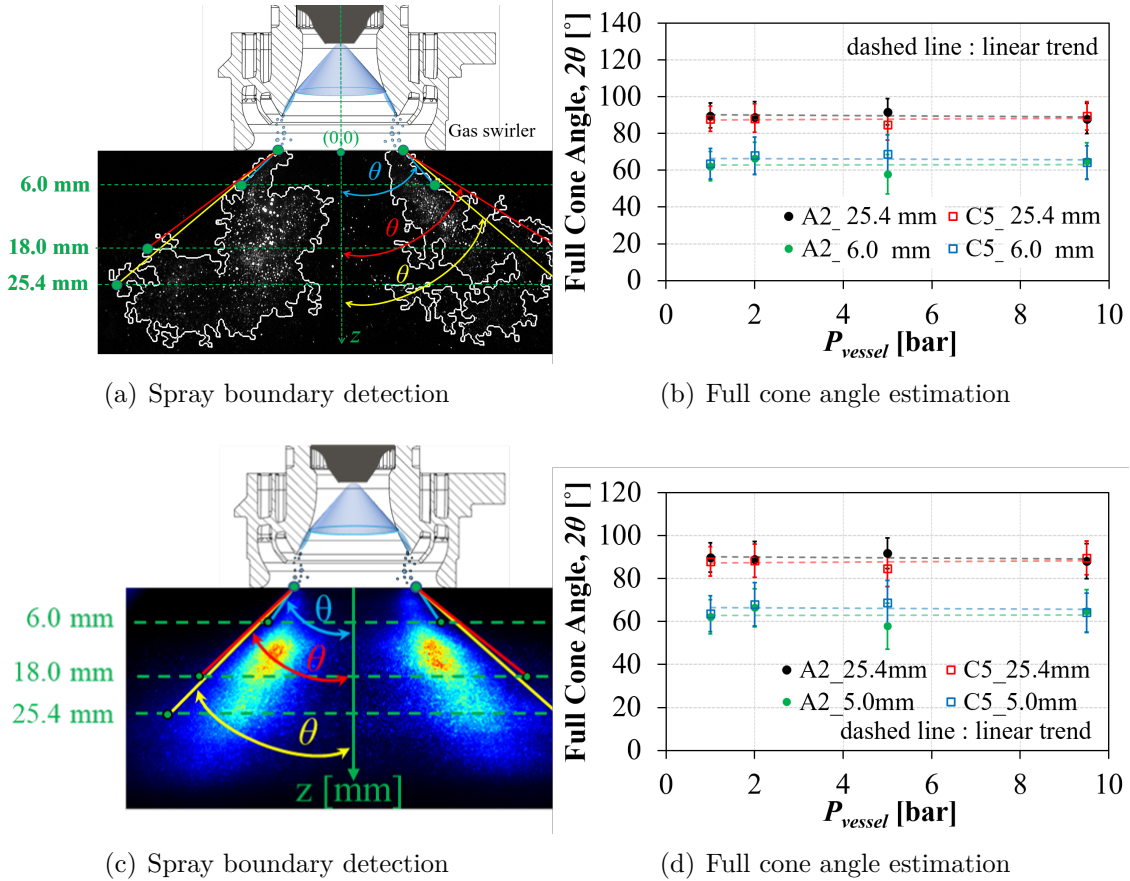 Gas swirler
(0,0)
θ
θ
θ
6.0 mm
18.0 mm
25.4 mm
z
(a) Spray boundary detection
Full Cone Angle, 2θ [°]
140
120
100
80
60
40
20
0
dashed line : linear trend
A2_25.4 mm
C5_25.4 mm
A2_ 6.0 mm
C5_ 6.0 mm
0
2
4
6
8
10
P_vessel [bar]
(b) Full cone angle estimation
6.0 mm
18.0 mm
25.4 mm
θ
θ
θ
z [mm]
(c) Spray boundary detection
Full Cone Angle, 2θ [°]
120
100
80
60
40
20
0
A2_25.4mm
C5_25.4mm
A2_5.0mm
C5_5.0mm
dashed line : linear trend
0
2
4
6
8
10
P_vessel [bar]
(d) Full cone angle estimation